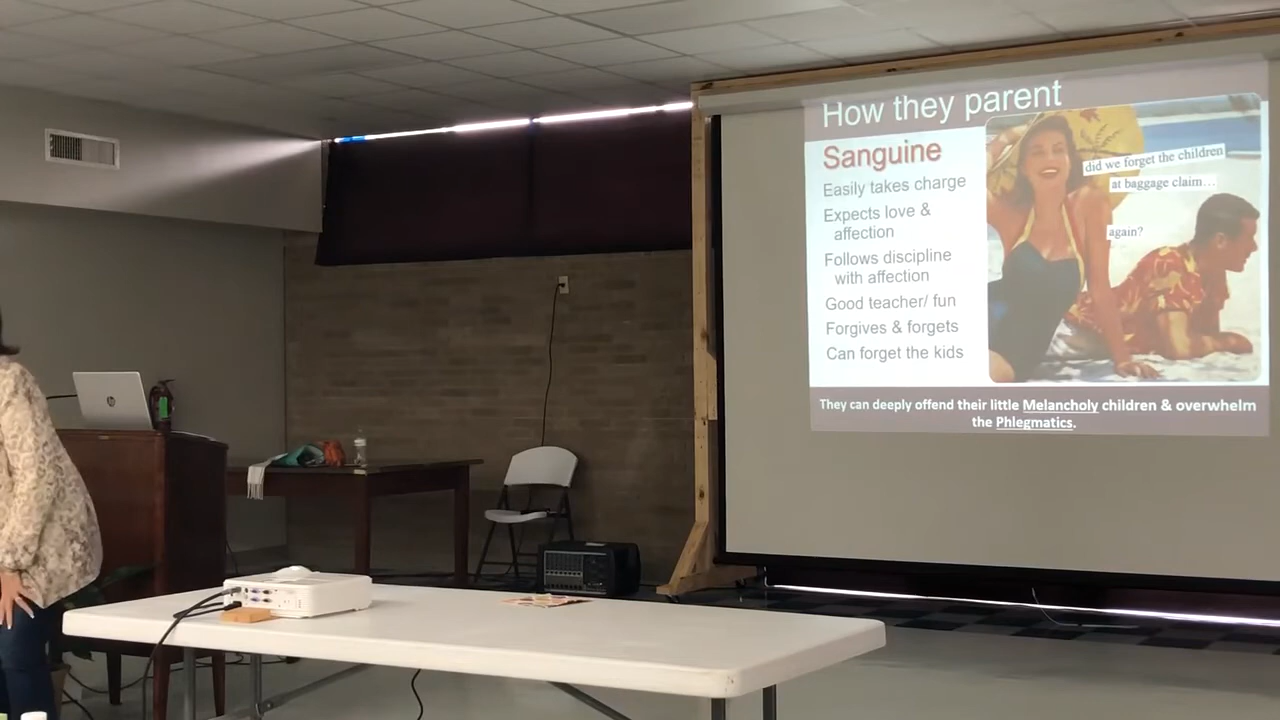 How they parent
Sanguine
Easily takes charge
Expects love &
affection
Follows discipline
with affection
Good teacher/ fun
Forgives & forgets
Can forget the kids
did we forget the children
at baggage claim...
again?
They can deeply offend their little Melancholy children & overwhelm
the Phlegmatics.
hp